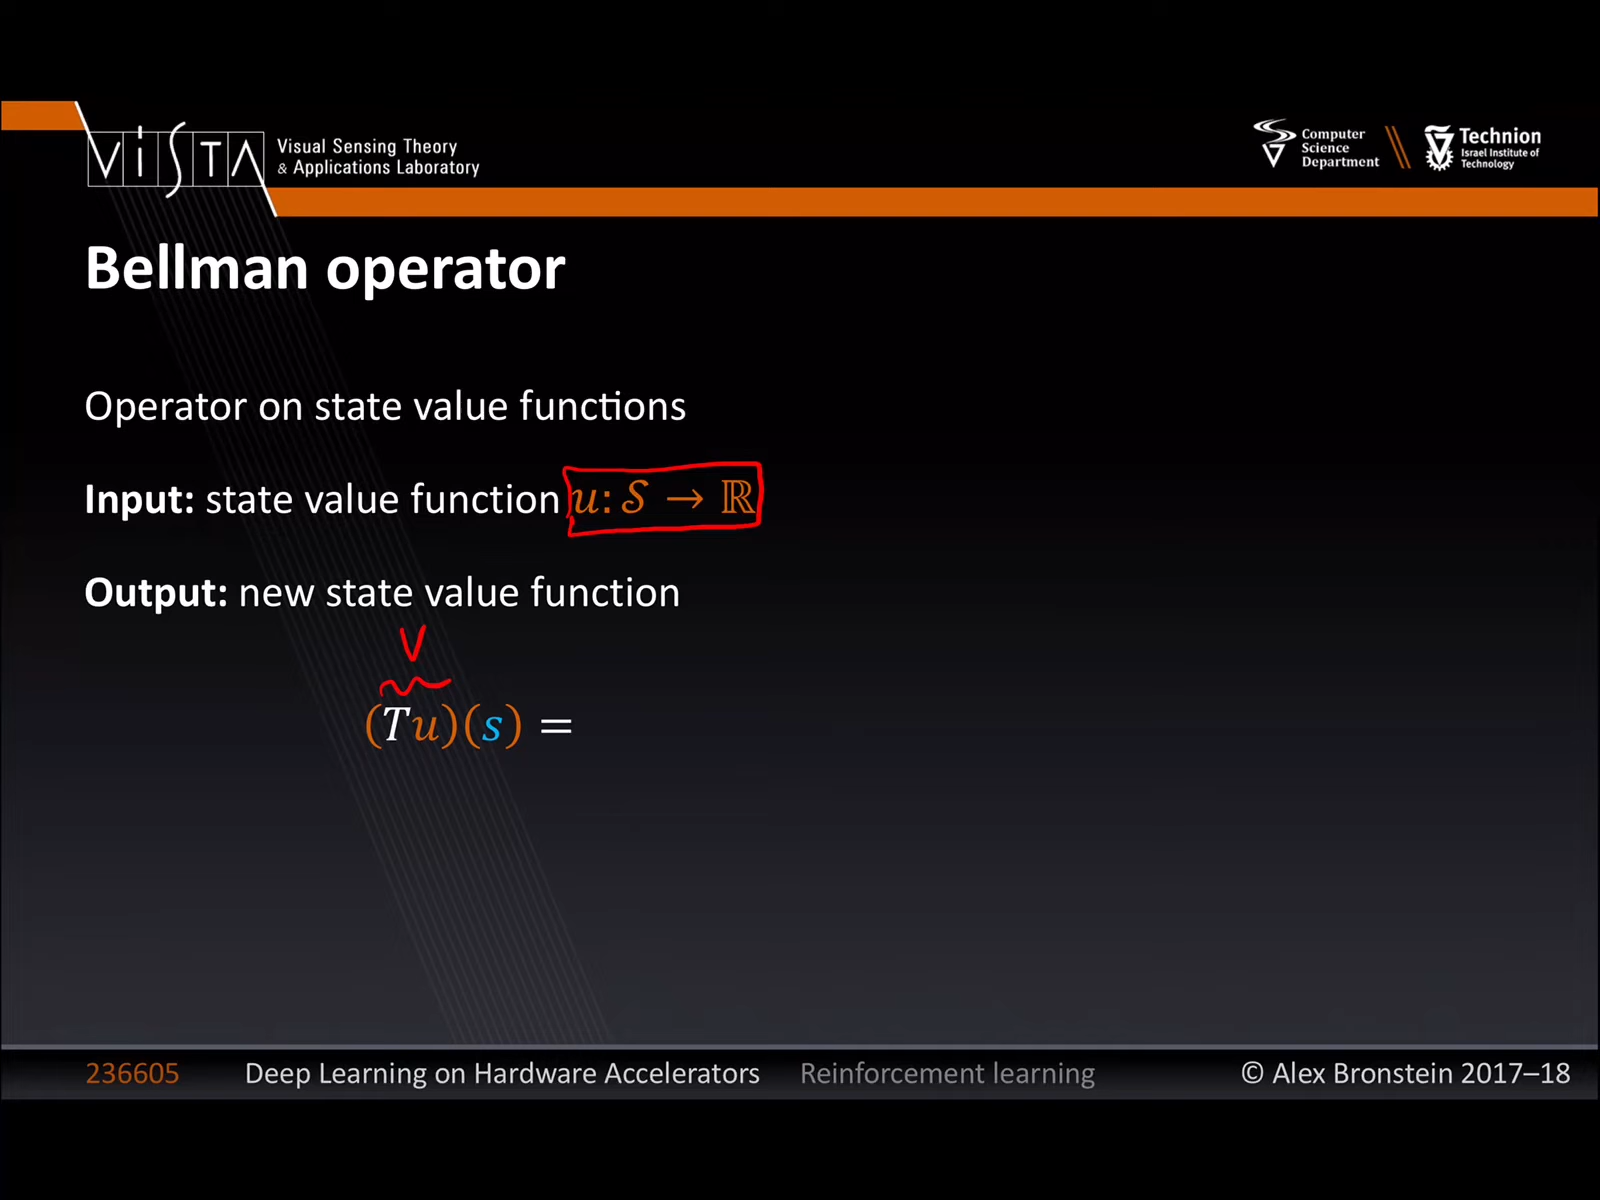 ViSTA
Visual Sensing Theory
& Applications Laboratory
Computer
Science
Department
Technion
Israel Institute of
Technology
Bellman operator
Operator on state value functions
Input: state value function u: 𝒮 → ℝ
Output: new state value function
V
(Tu)(s) =
236605 Deep Learning on Hardware Accelerators Reinforcement learning © Alex Bronstein 2017–18